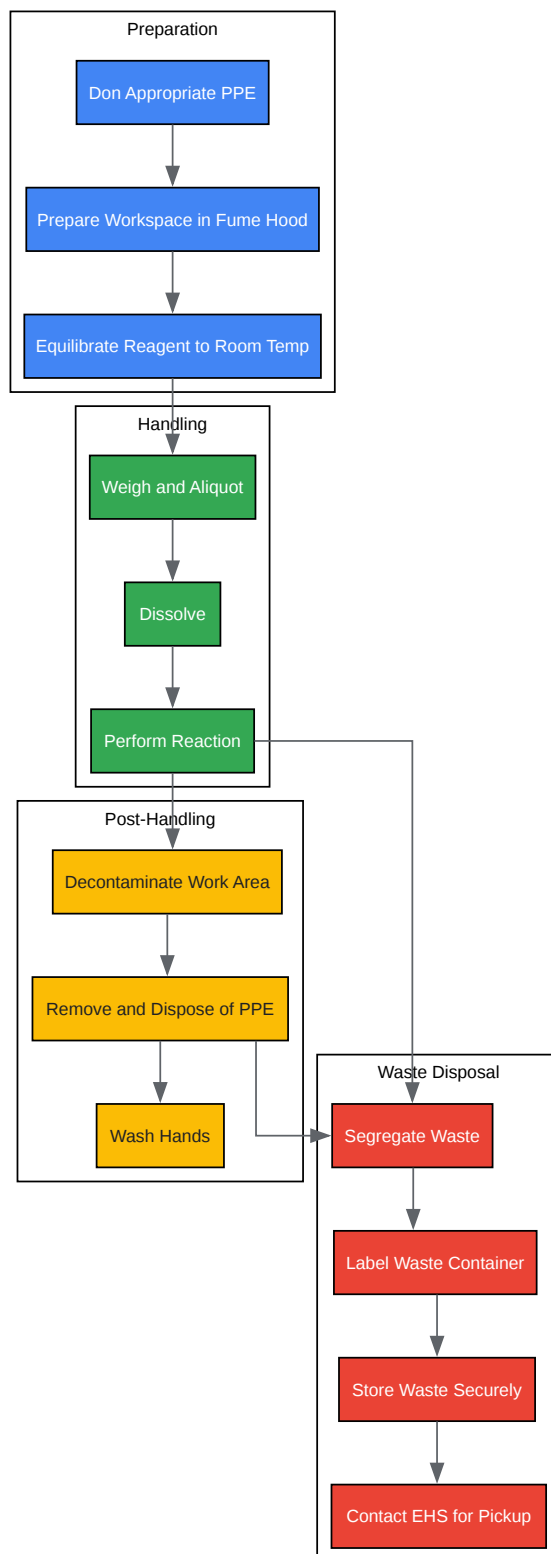 Preparation
Don Appropriate PPE
Prepare Workspace in Fume Hood
Equilibrate Reagent to Room Temp
Handling
Weigh and Aliquot
Dissolve
Perform Reaction
Post-Handling
Decontaminate Work Area
Remove and Dispose of PPE
Wash Hands
Waste Disposal
Segregate Waste
Label Waste Container
Store Waste Securely
Contact EHS for Pickup